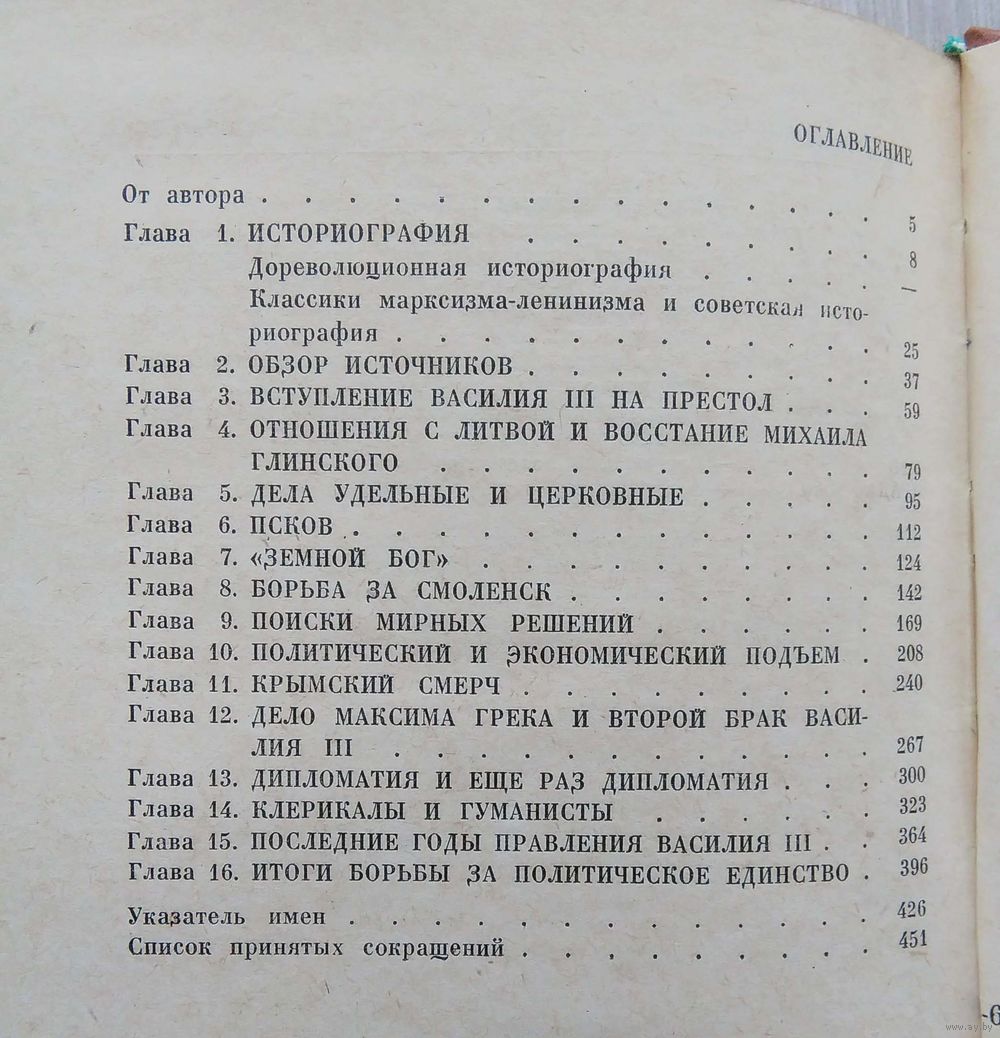 ОГЛАВЛЕНИЕ
От автора . . . . . . . . . . . . . . . . 5
Глава 1. ИСТОРИОГРАФИЯ . . . . . . . . . 8
Дореволюционная историография . . . . . —
Классики марксизма-ленинизма и советская исто-
риография . . . . . . . . . . . . 25
Глава 2. ОБЗОР ИСТОЧНИКОВ . . . . . . . . . 37
Глава 3. ВСТУПЛЕНИЕ ВАСИЛИЯ III НА ПРЕСТОЛ . . . 59
Глава 4. ОТНОШЕНИЯ С ЛИТВОЙ И ВОССТАНИЕ МИХАИЛА
ГЛИНСКОГО . . . . . . . . . . . 79
Глава 5. ДЕЛА УДЕЛЬНЫЕ И ЦЕРКОВНЫЕ . . . . . 95
Глава 6. ПСКОВ . . . . . . . . . . . . . 112
Глава 7. «ЗЕМНОЙ БОГ» . . . . . . . . . . 124
Глава 8. БОРЬБА ЗА СМОЛЕНСК . . . . . . . . 142
Глава 9. ПОИСКИ МИРНЫХ РЕШЕНИЙ . . . . . . 169
Глава 10. ПОЛИТИЧЕСКИЙ И ЭКОНОМИЧЕСКИЙ ПОДЪЕМ . 208
Глава 11. КРЫМСКИЙ СМЕРЧ . . . . . . . . . 240
Глава 12. ДЕЛО МАКСИМА ГРЕКА И ВТОРОЙ БРАК ВАСИ-
ЛИЯ III . . . . . . . . . . . . 267
Глава 13. ДИПЛОМАТИЯ И ЕЩЕ РАЗ ДИПЛОМАТИЯ . . . 300
Глава 14. КЛЕРИКАЛЫ И ГУМАНИСТЫ . . . . . . 323
Глава 15. ПОСЛЕДНИЕ ГОДЫ ПРАВЛЕНИЯ ВАСИЛИЯ III . . 364
Глава 16. ИТОГИ БОРЬБЫ ЗА ПОЛИТИЧЕСКОЕ ЕДИНСТВО . 396
Указатель имен . . . . . . . . . . . . . 426
Список принятых сокращений . . . . . . . . . 451
-6
www.ay.by